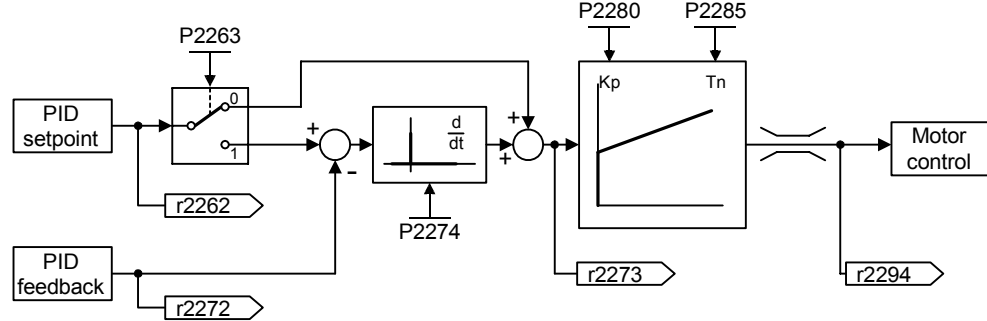 P2280
P2285
P2263
Kp
Tn
0
1
PID
setpoint
+
-
d
dt
+
+
Motor
control
r2262
P2274
PID
feedback
r2272
r2273
r2294